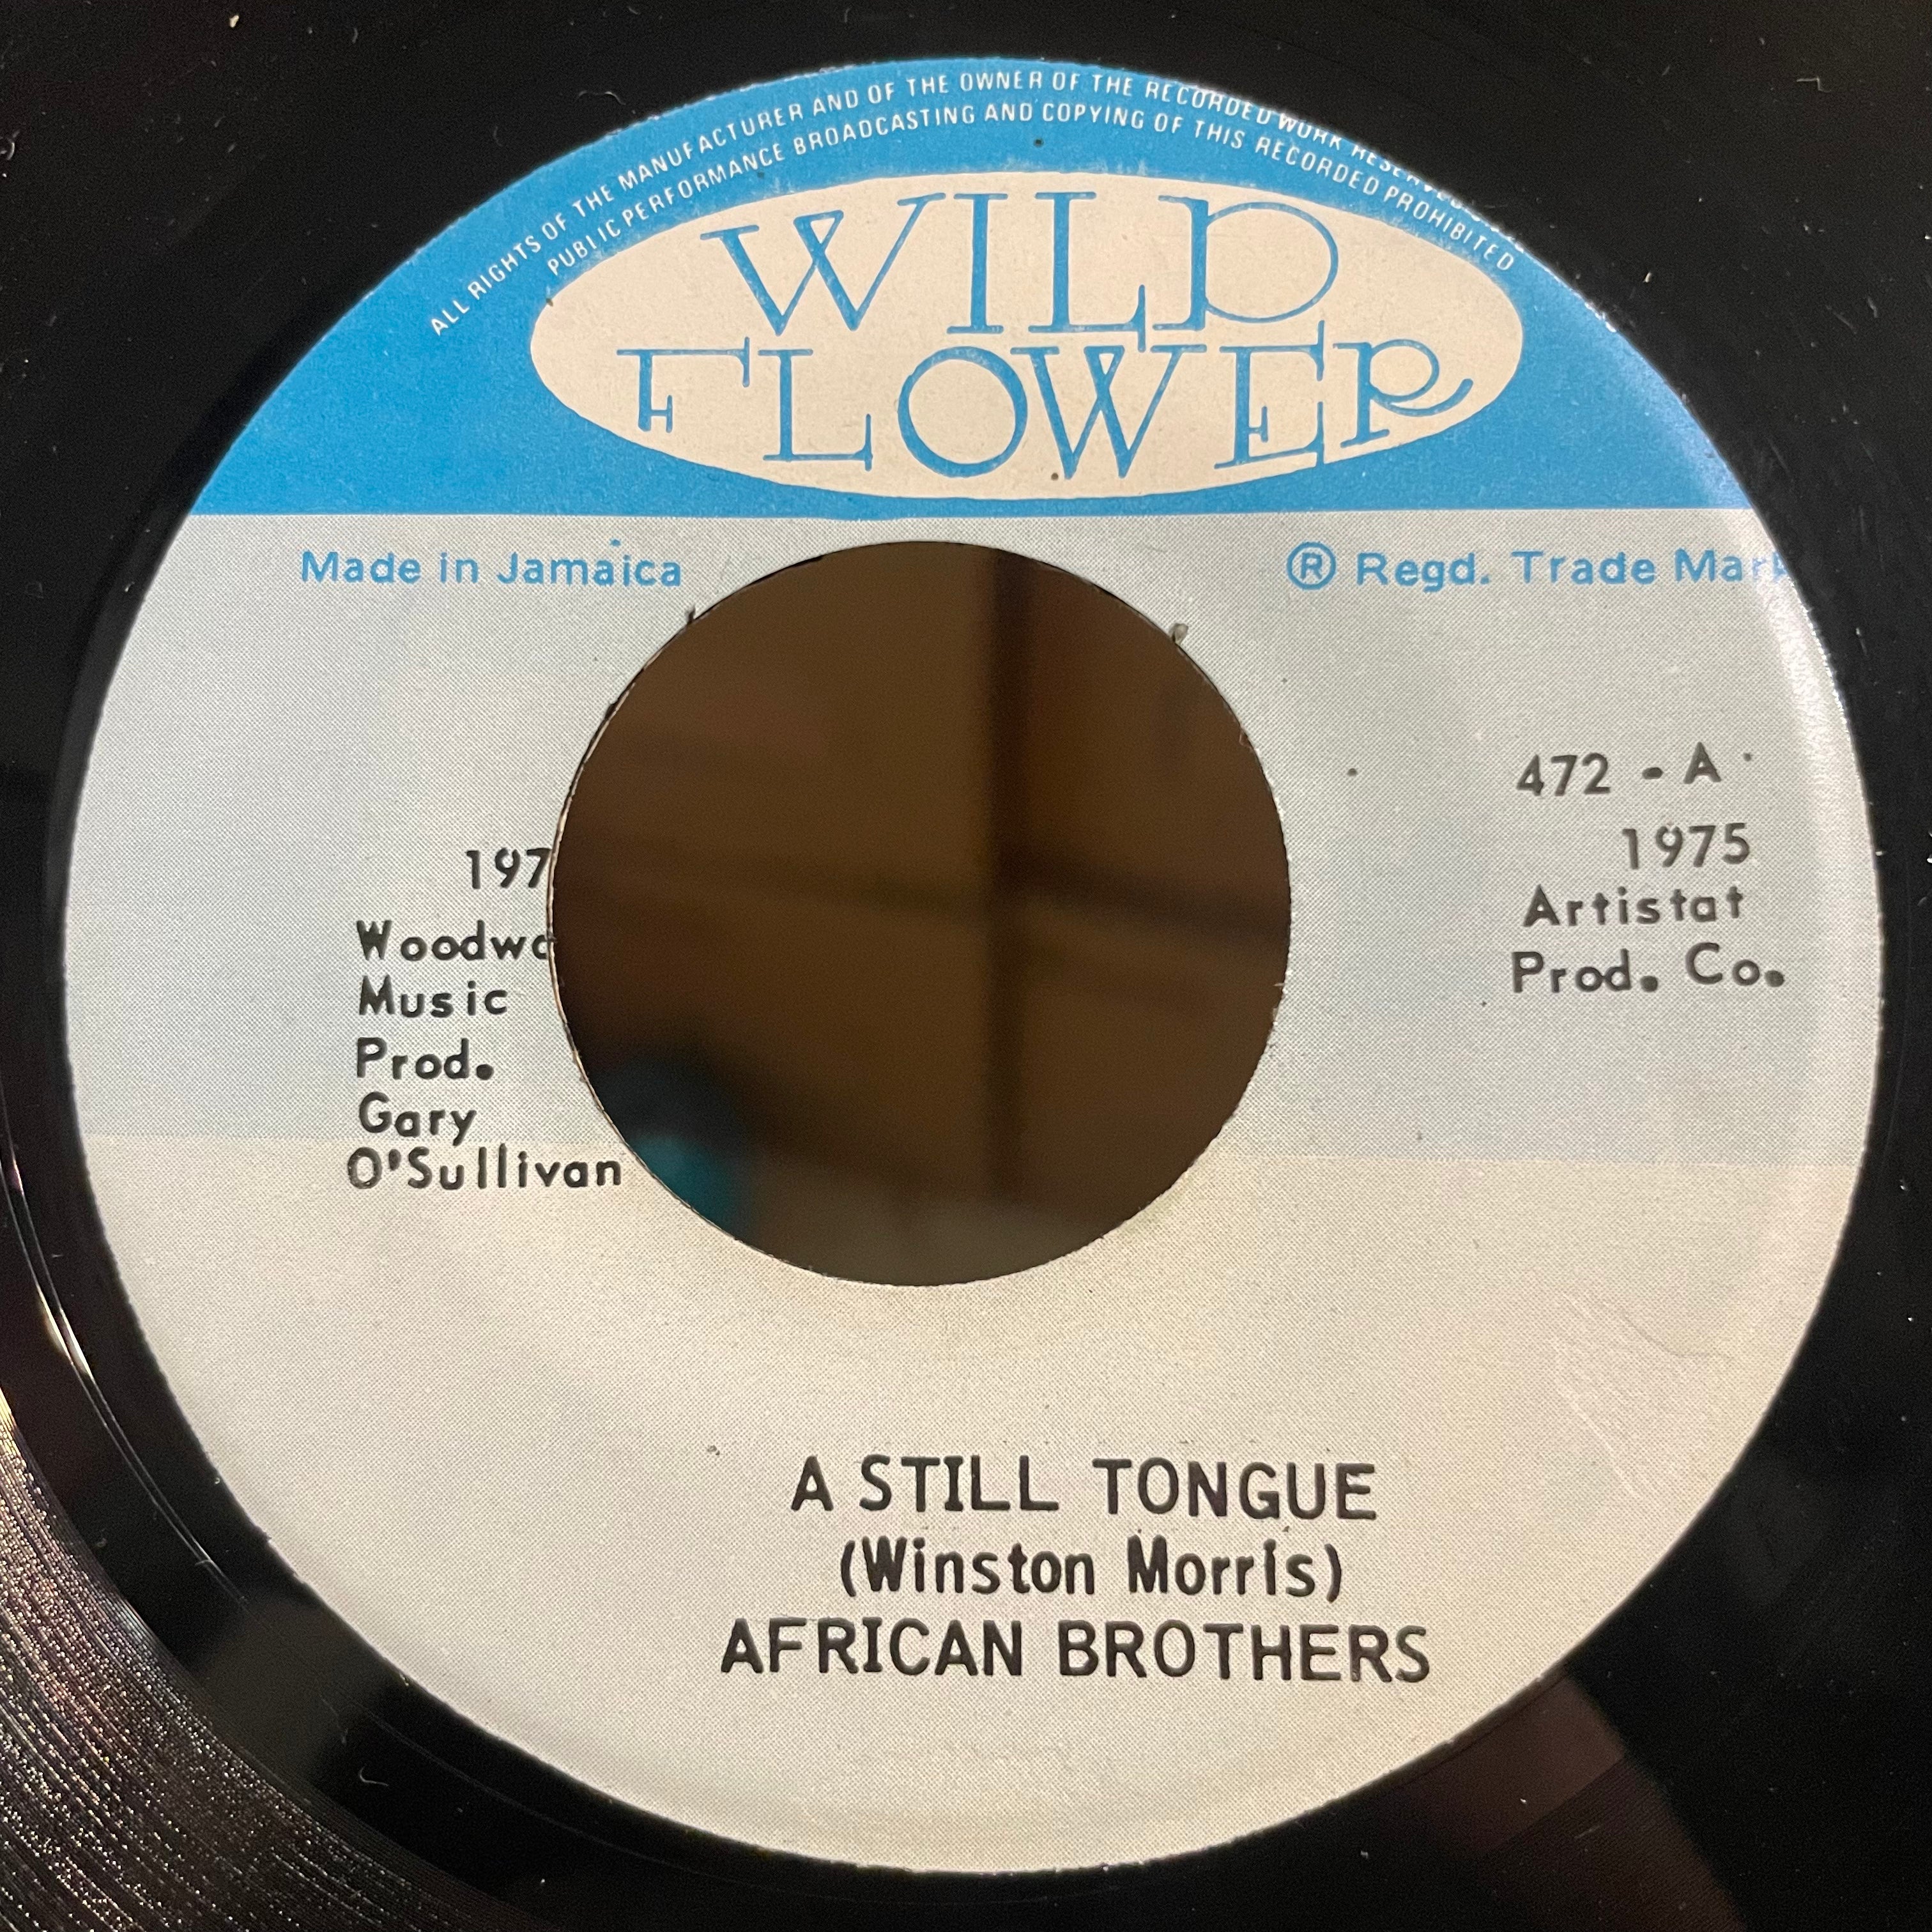 ALL RIGHTS OF THE MANUFACTURER AND OF THE OWNER OF THE RECORDED WORK RESERVED
PUBLIC PERFORMANCE BROADCASTING AND COPYING OF THIS RECORDED PROHIBITED
WILD
FLOWER
Made in Jamaica
® Regd. Trade Mark
197
Woodwa
Music
Prod.
Gary
O'Sullivan
472 - A
1975
Artistat
Prod. Co.
A STILL TONGUE
(Winston Morris)
AFRICAN BROTHERS